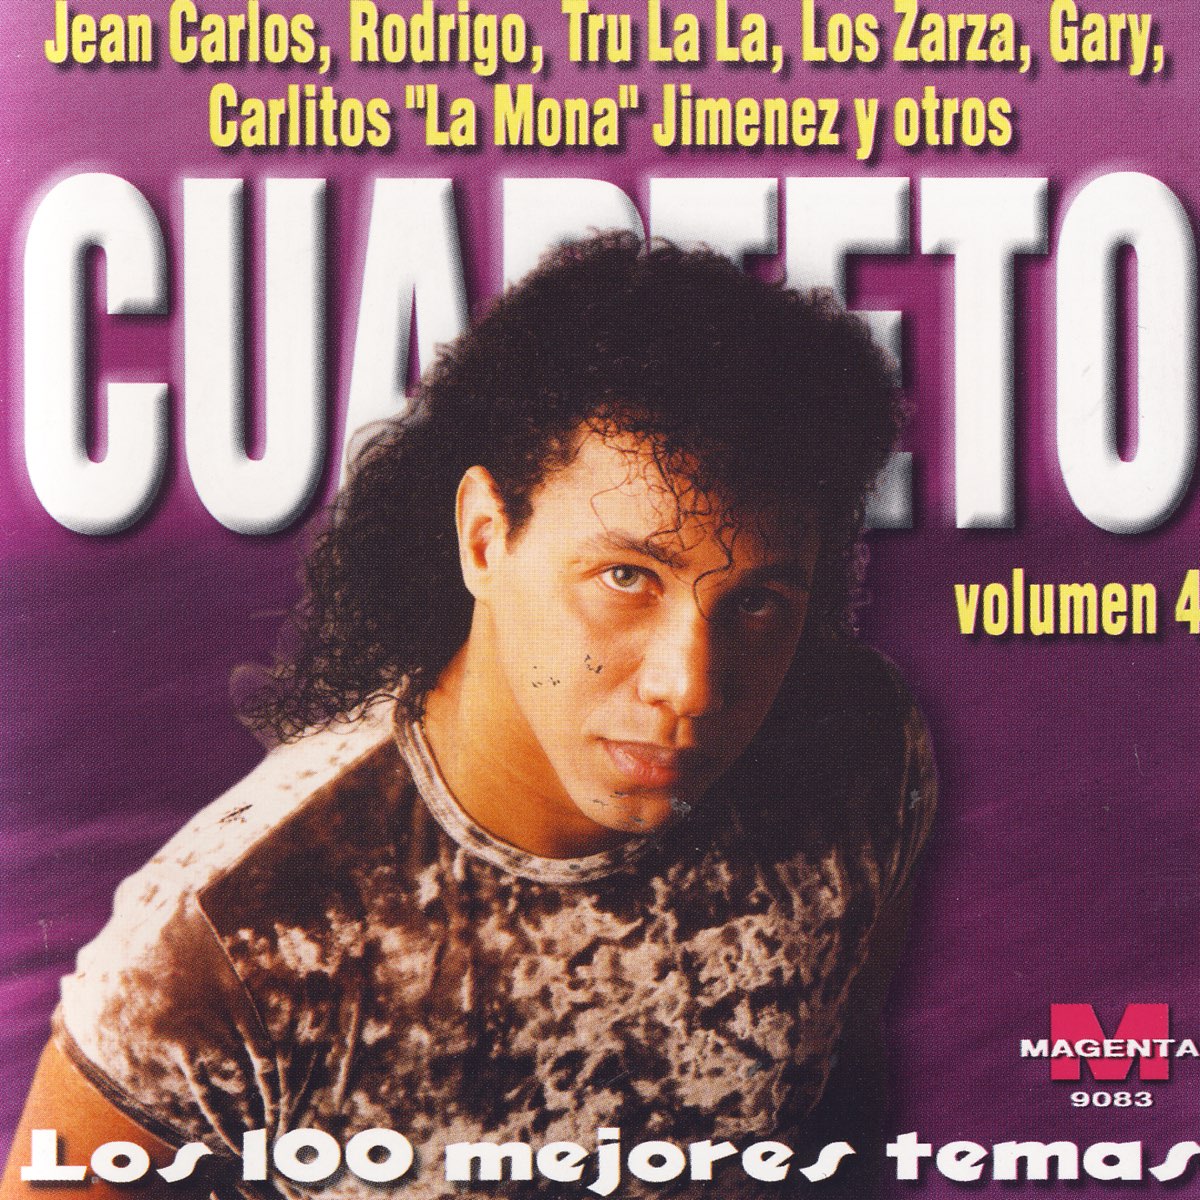 Jean Carlos, Rodrigo, Tru La La, Los Zarza, Gary,
Carlitos "La Mona" Jimenez y otros
CUARTETO
volumen 4
M
MAGENTA
9083
Los 100 mejores temas